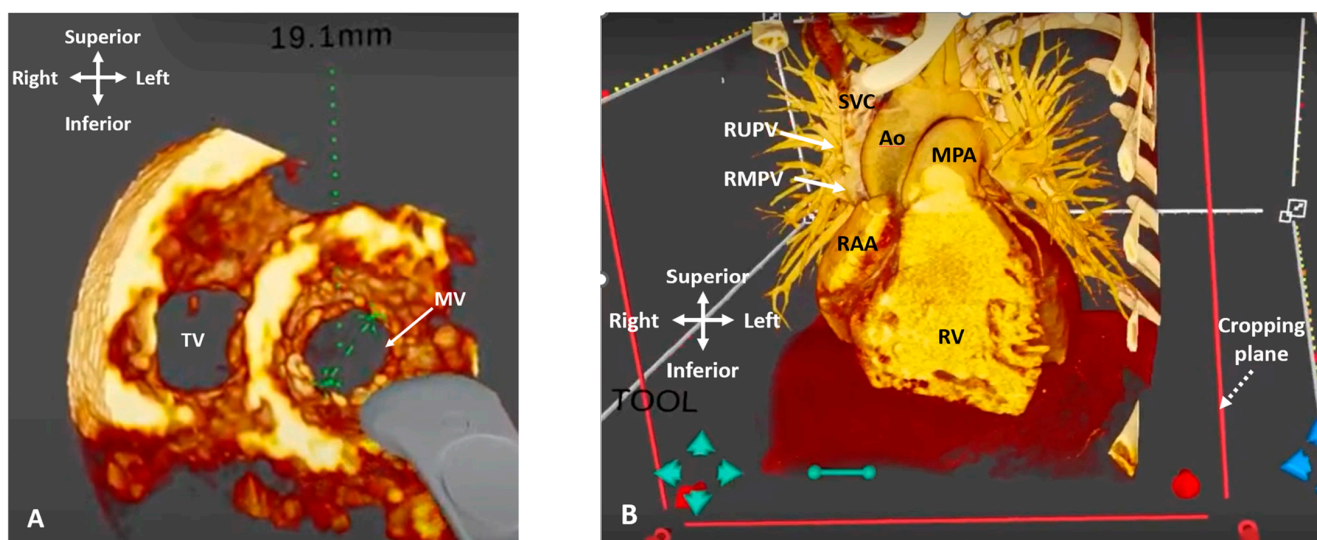 19.1mm
Superior
Right
Left
Inferior
TV
MV
A
SVC
RUPV
Ao
MPA
RMPV
RAA
Superior
Right
Left
RV
Inferior
Cropping
plane
TOOL
B